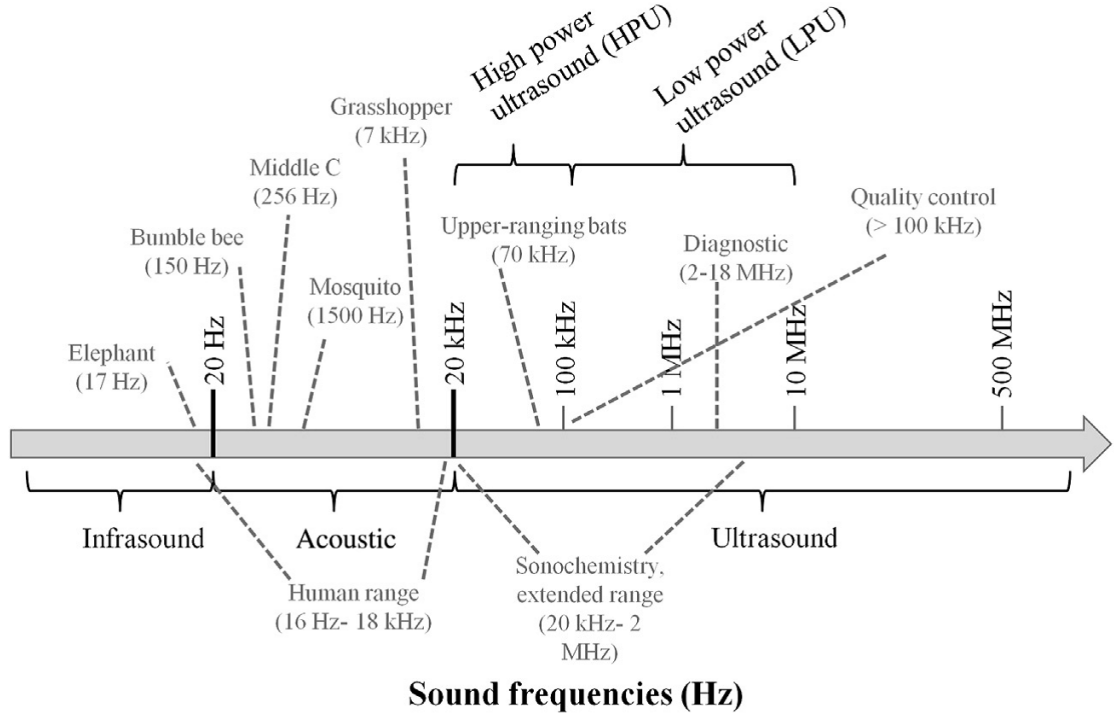 High power
ultrasound (HPU)
Low power
ultrasound (LPU)
Grasshopper
(7 kHz)
Middle C
(256 Hz)
Bumble bee
(150 Hz)
Mosquito
(1500 Hz)
Elephant
(17 Hz)
Upper-ranging bats
(70 kHz)
Diagnostic
(2-18 MHz)
Quality control
(> 100 kHz)
20 Hz
20 kHz
100 kHz
1 MHz
10 MHz
500 MHz
Infrasound
Acoustic
Ultrasound
Human range
(16 Hz- 18 kHz)
Sonochemistry,
extended range
(20 kHz- 2
MHz)
Sound frequencies (Hz)